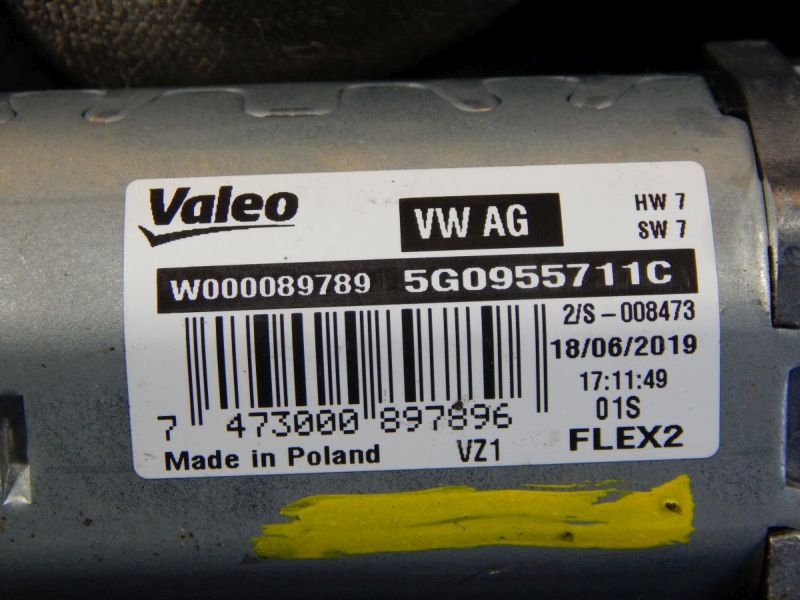 Valeo
VW AG
HW 7
SW 7
W000089789 5G0955711C
2/S-008473
18/06/2019
17:11:49
01S
7 473000 897896
Made in Poland VZ1 FLEX2